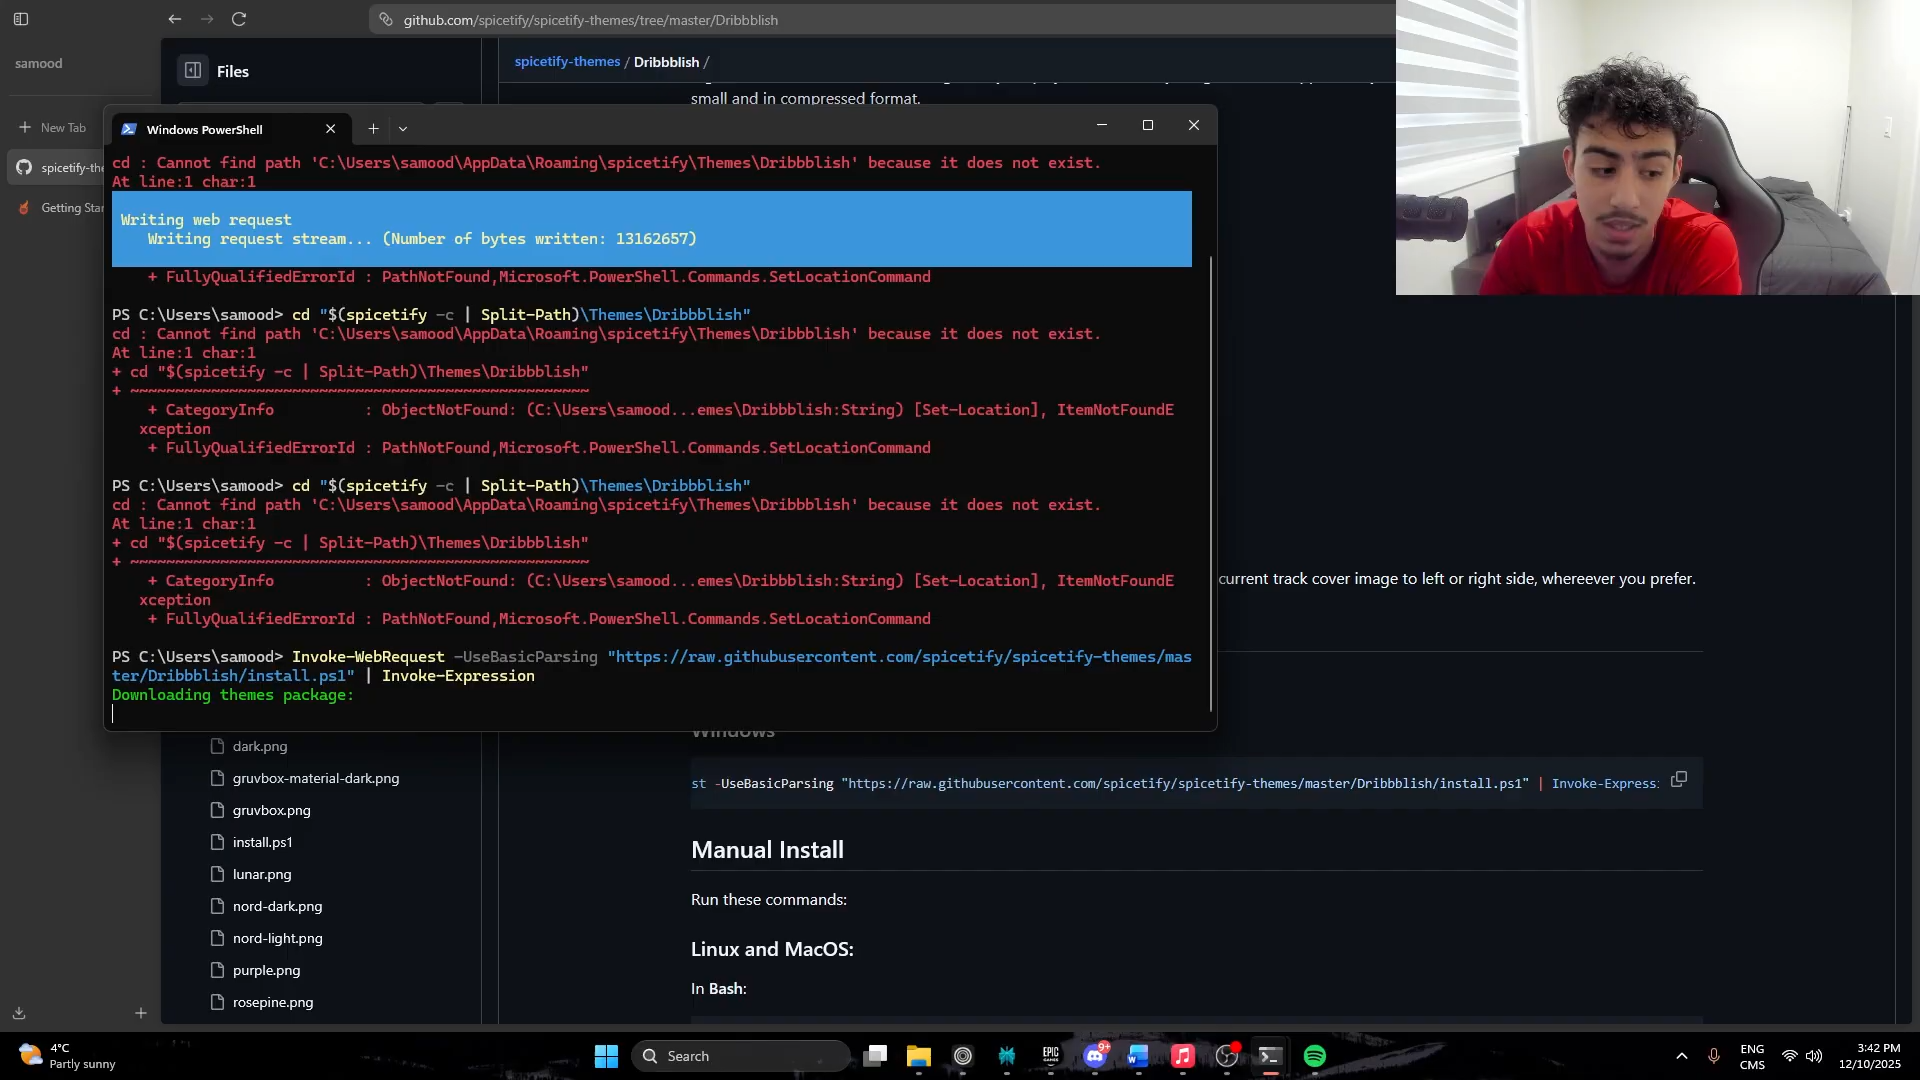 github.com/spicetify/spicetify-themes/tree/master/Dribbblish
samood
Files
spicetify-themes / Dribbblish /
small and in compressed format.
New Tab
spicetify-the
Getting Star
Windows PowerShell
cd : Cannot find path 'C:\Users\samood\AppData\Roaming\spicetify\Themes\Dribbblish' because it does not exist.
At line:1 char:1
Writing web request
Writing request stream... (Number of bytes written: 13162657)
+ FullyQualifiedErrorId : PathNotFound,Microsoft.PowerShell.Commands.SetLocationCommand
PS C:\Users\samood> cd "$(spicetify -c | Split-Path)\Themes\Dribbblish"
cd : Cannot find path 'C:\Users\samood\AppData\Roaming\spicetify\Themes\Dribbblish' because it does not exist.
At line:1 char:1
+ cd "$(spicetify -c | Split-Path)\Themes\Dribbblish"
+ ~~~~~~~~~~~~~~~~~~~~~~~~~~~~~~~~~~~~~~~~~~~~~~~~~~~
+ CategoryInfo : ObjectNotFound: (C:\Users\samood...emes\Dribbblish:String) [Set-Location], ItemNotFoundE
xception
+ FullyQualifiedErrorId : PathNotFound,Microsoft.PowerShell.Commands.SetLocationCommand
PS C:\Users\samood> cd "$(spicetify -c | Split-Path)\Themes\Dribbblish"
cd : Cannot find path 'C:\Users\samood\AppData\Roaming\spicetify\Themes\Dribbblish' because it does not exist.
At line:1 char:1
+ cd "$(spicetify -c | Split-Path)\Themes\Dribbblish"
+ ~~~~~~~~~~~~~~~~~~~~~~~~~~~~~~~~~~~~~~~~~~~~~~~~~~~
+ CategoryInfo : ObjectNotFound: (C:\Users\samood...emes\Dribbblish:String) [Set-Location], ItemNotFoundE
xception
+ FullyQualifiedErrorId : PathNotFound,Microsoft.PowerShell.Commands.SetLocationCommand
PS C:\Users\samood> Invoke-WebRequest -UseBasicParsing "https://raw.githubusercontent.com/spicetify/spicetify-themes/mas
ter/Dribbblish/install.ps1" | Invoke-Expression
Downloading themes package:
current track cover image to left or right side, whereever you prefer.
Windows
st -UseBasicParsing "https://raw.githubusercontent.com/spicetify/spicetify-themes/master/Dribbblish/install.ps1" | Invoke-Express
Manual Install
Run these commands:
Linux and MacOS:
In Bash:
dark.png
gruvbox-material-dark.png
gruvbox.png
install.ps1
lunar.png
nord-dark.png
nord-light.png
purple.png
rosepine.png
4°C
Partly sunny
Search
EPIC
GAMES
9+
ENG
CMS
3:42 PM
12/10/2025